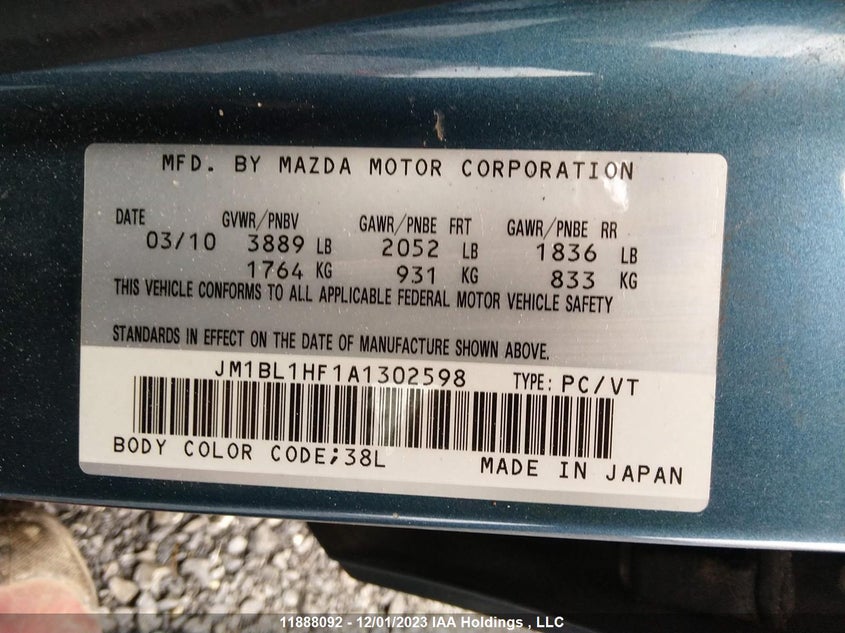 MFD. BY MAZDA MOTOR CORPORATION
DATE GVWR/PNBV GAWR/PNBE FRT GAWR/PNBE RR
03/10 3889 LB 2052 LB 1836 LB
1764 KG 931 KG 833 KG
THIS VEHICLE CONFORMS TO ALL APPLICABLE FEDERAL MOTOR VEHICLE SAFETY
STANDARDS IN EFFECT ON THE DATE OF MANUFACTURE SHOWN ABOVE.
JM1BL1HF1A1302598 TYPE: PC/VT
BODY COLOR CODE;38L MADE IN JAPAN
11888092 - 12/01/2023 IAA Holdings , LLC